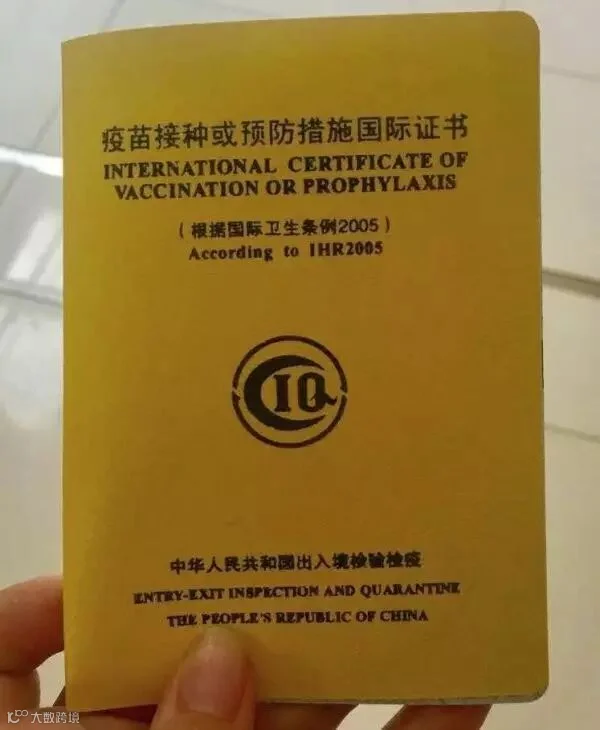 疫苗接种或预防措施国际证书
INTERNATIONAL CERTIFICATE OF
VACCINATION OR PROPHYLAXIS
（根据国际卫生条例2005）
According to IHR2005
CIQ
中华人民共和国出入境检验检疫
ENTRY-EXIT INSPECTION AND QUARANTINE
THE PEOPLE'S REPUBLIC OF CHINA
大数跨境